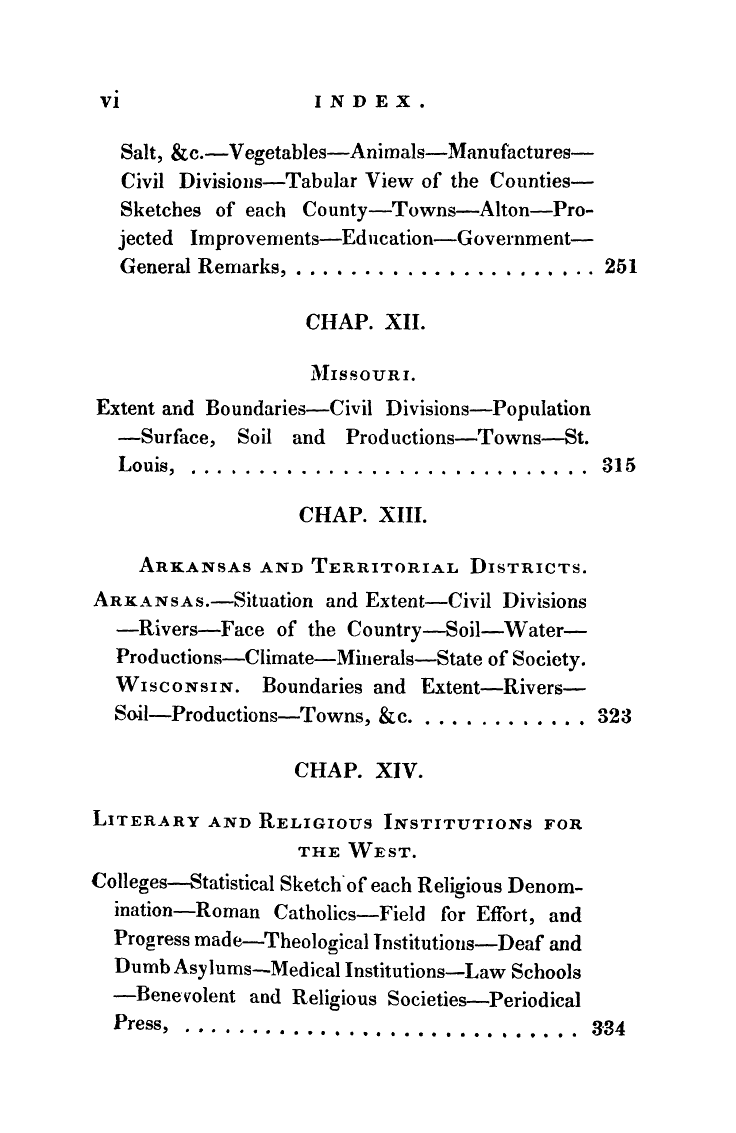 vi INDEX.
Salt, &c.—Vegetables—Animals—Manufactures—
Civil Divisions—Tabular View of the Counties—
Sketches of each County—Towns—Alton—Pro-
jected Improvements—Education—Government—
General Remarks, . . . . . . . . . . . . . . . . . . . . . . 251
CHAP. XII.
Missouri.
Extent and Boundaries—Civil Divisions—Population
—Surface, Soil and Productions—Towns—St.
Louis, . . . . . . . . . . . . . . . . . . . . . . . . . . . . . . 315
CHAP. XIII.
Arkansas and Territorial Districts.
Arkansas.—Situation and Extent—Civil Divisions
—Rivers—Face of the Country—Soil—Water—
Productions—Climate—Minerals—State of Society.
Wisconsin. Boundaries and Extent—Rivers—
Soil—Productions—Towns, &c. . . . . . . . . . . . . . 323
CHAP. XIV.
Literary and Religious Institutions for
the West.
Colleges—Statistical Sketch of each Religious Denom-
ination—Roman Catholics—Field for Effort, and
Progress made—Theological Institutions—Deaf and
Dumb Asylums—Medical Institutions—Law Schools
—Benevolent and Religious Societies—Periodical
Press, . . . . . . . . . . . . . . . . . . . . . . . . . . . . . . 334